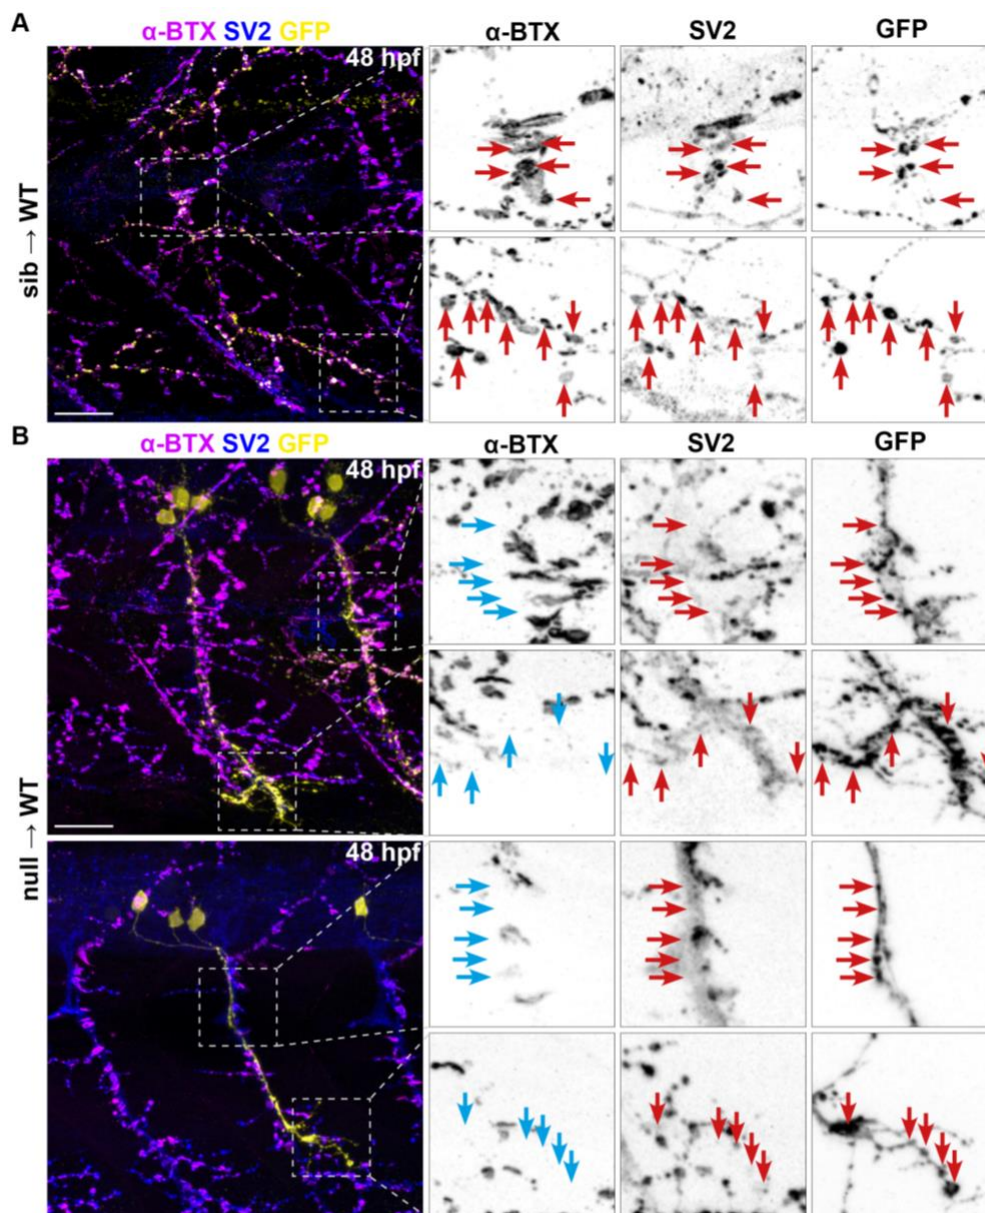 A
α-BTX SV2 GFP
α-BTX
SV2
GFP
48 hpf
sib → WT
B
α-BTX SV2 GFP
α-BTX
SV2
GFP
48 hpf
null → WT
48 hpf